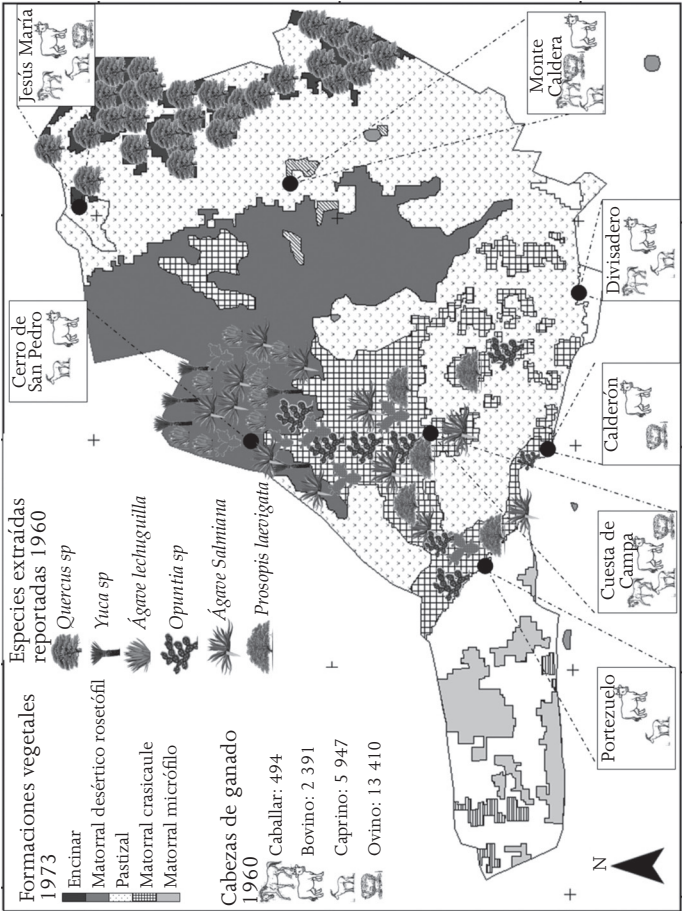 Formaciones vegetales
1973
Encinar
Matorral desértico rosetófil
Pastizal
Matorral crasicaule
Matorral micrófilo
Especies extraídas
reportadas 1960
Quercus sp
Yuca sp
Ágave lechuguilla
Opuntia sp
Ágave Salmiana
Prosopis laevigata
Cabezas de ganado
1960
Caballar: 494
Bovino: 2 391
Caprino: 5 947
Ovino: 13 410
Cerro de
San Pedro
Jesús María
Monte
Caldera
Divisadero
Calderón
Cuesta de
Campa
Portezuelo
N